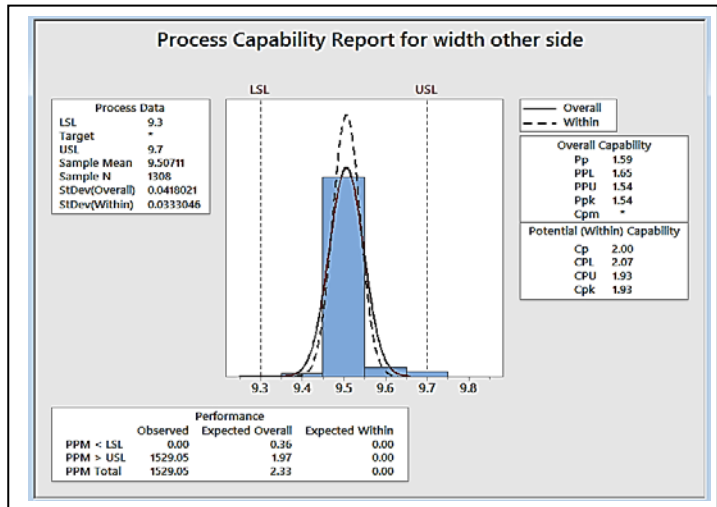 Process Capability Report for width other side
LSL USL
Process Data
LSL 9.3
Target *
USL 9.7
Sample Mean 9.50711
Sample N 1308
StDev(Overall) 0.0418021
StDev(Within) 0.0333046
Overall
Within
Overall Capability
Pp 1.59
PPL 1.65
PPU 1.54
Ppk 1.54
Cpm *
Potential (Within) Capability
Cp 2.00
CPL 2.07
CPU 1.93
Cpk 1.93
9.3 9.4 9.5 9.6 9.7 9.8
Performance
Observed Expected Overall Expected Within
PPM < LSL 0.00 0.36 0.00
PPM > USL 1529.05 1.97 0.00
PPM Total 1529.05 2.33 0.00